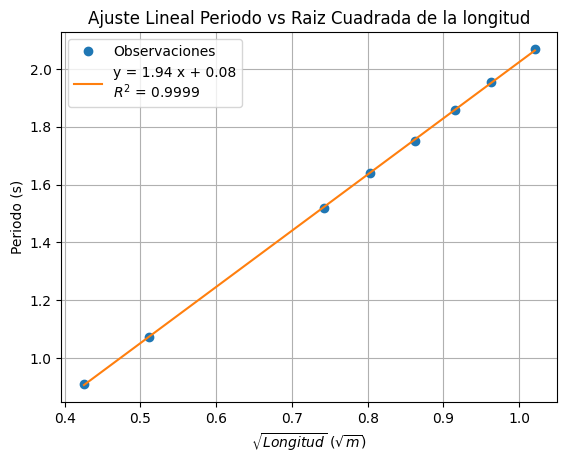 Ajuste Lineal Periodo vs Raiz Cuadrada de la longitud
Observaciones
y = 1.94 x + 0.08
R² = 0.9999
Periodo (s)
2.0
1.8
1.6
1.4
1.2
1.0
0.4 0.5 0.6 0.7 0.8 0.9 1.0
√Longitud (√m)